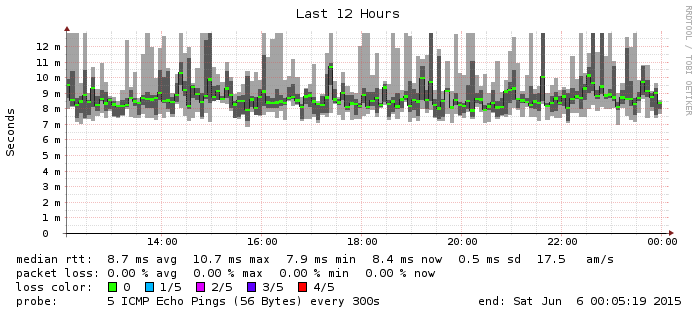 Last 12 Hours
RRDTOOL / TOBI OETIKER
Seconds
12 m
11 m
10 m
9 m
8 m
7 m
6 m
5 m
4 m
3 m
2 m
1 m
0
14:00 16:00 18:00 20:00 22:00 00:00
median rtt: 8.7 ms avg 10.7 ms max 7.9 ms min 8.4 ms now 0.5 ms sd 17.5 am/s
packet loss: 0.00 % avg 0.00 % max 0.00 % min 0.00 % now
loss color: 0 1/5 2/5 3/5 4/5
probe: 5 ICMP Echo Pings (56 Bytes) every 300s end: Sat Jun 6 00:05:19 2015